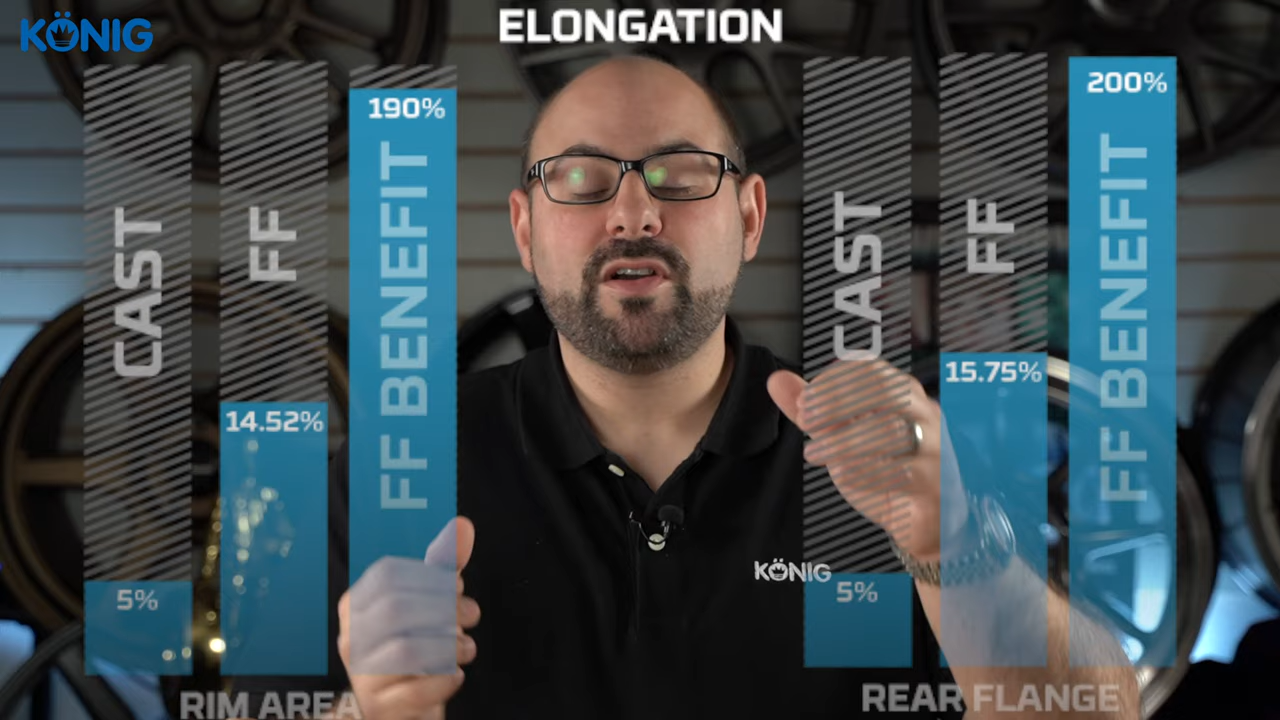 KÖNIG
ELONGATION
CAST
5%
FF
14.52%
FF BENEFIT
190%
RIM AREA
CAST
5%
FF
15.75%
FF BENEFIT
200%
REAR FLANGE
KÖNIG